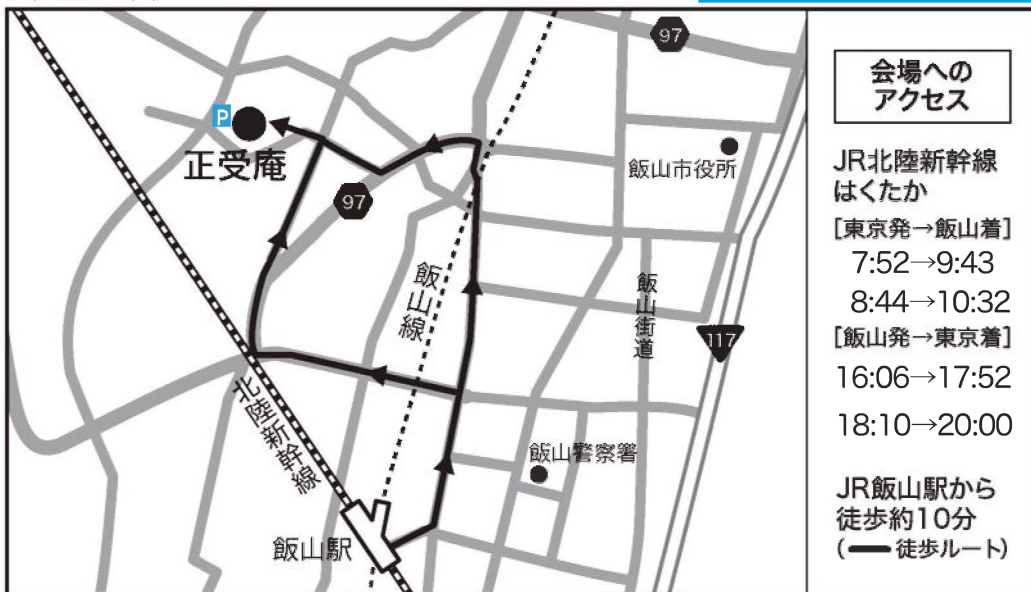 97
P
正受庵
97
飯山市役所
飯山線
飯山街道
117
北陸新幹線
飯山警察署
飯山駅
会場への
アクセス
JR北陸新幹線
はくたか
[東京発→飯山着]
7:52→9:43
8:44→10:32
[飯山発→東京着]
16:06→17:52
18:10→20:00
JR飯山駅から
徒歩約10分
(━徒歩ルート)